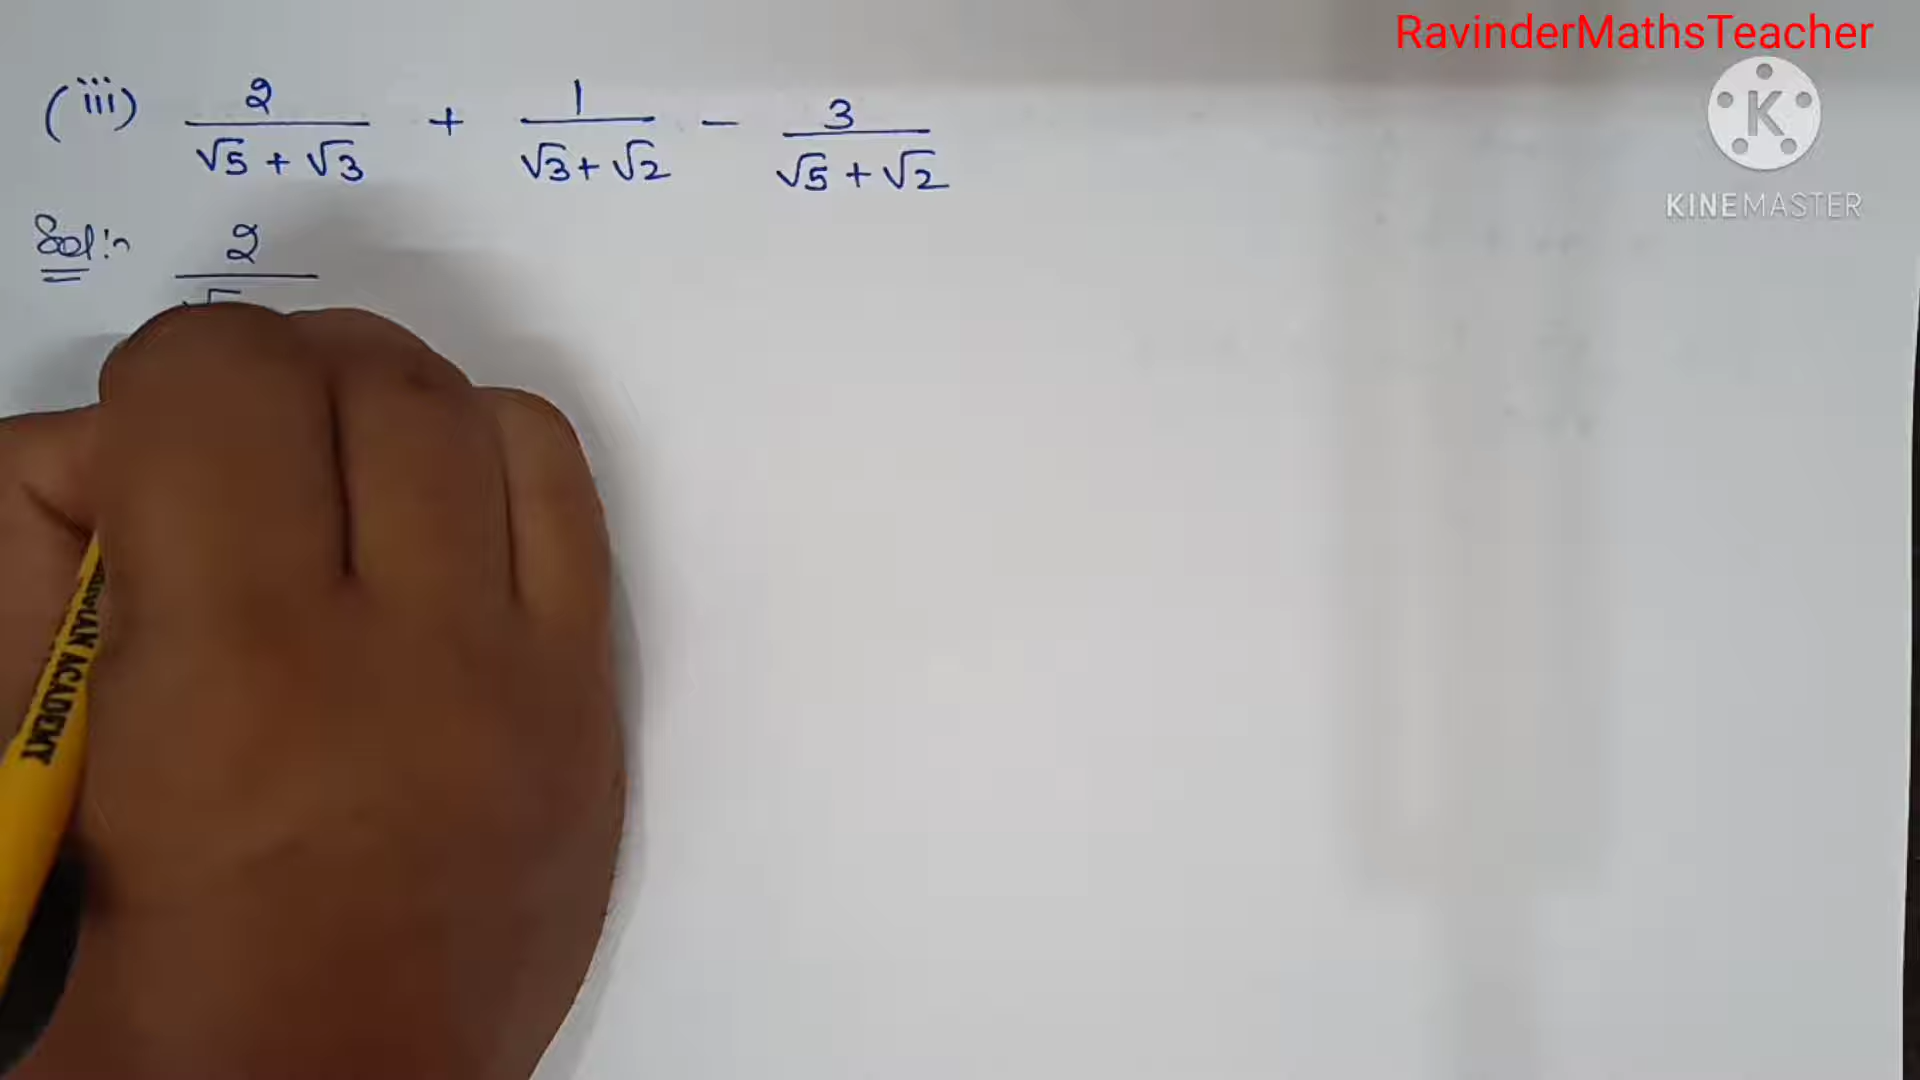 RavinderMathsTeacher
KINEMASTER
(iii) 2/(√5 + √3) + 1/(√3 + √2) − 3/(√5 + √2)
Sol:n 2
√
ACADEMY